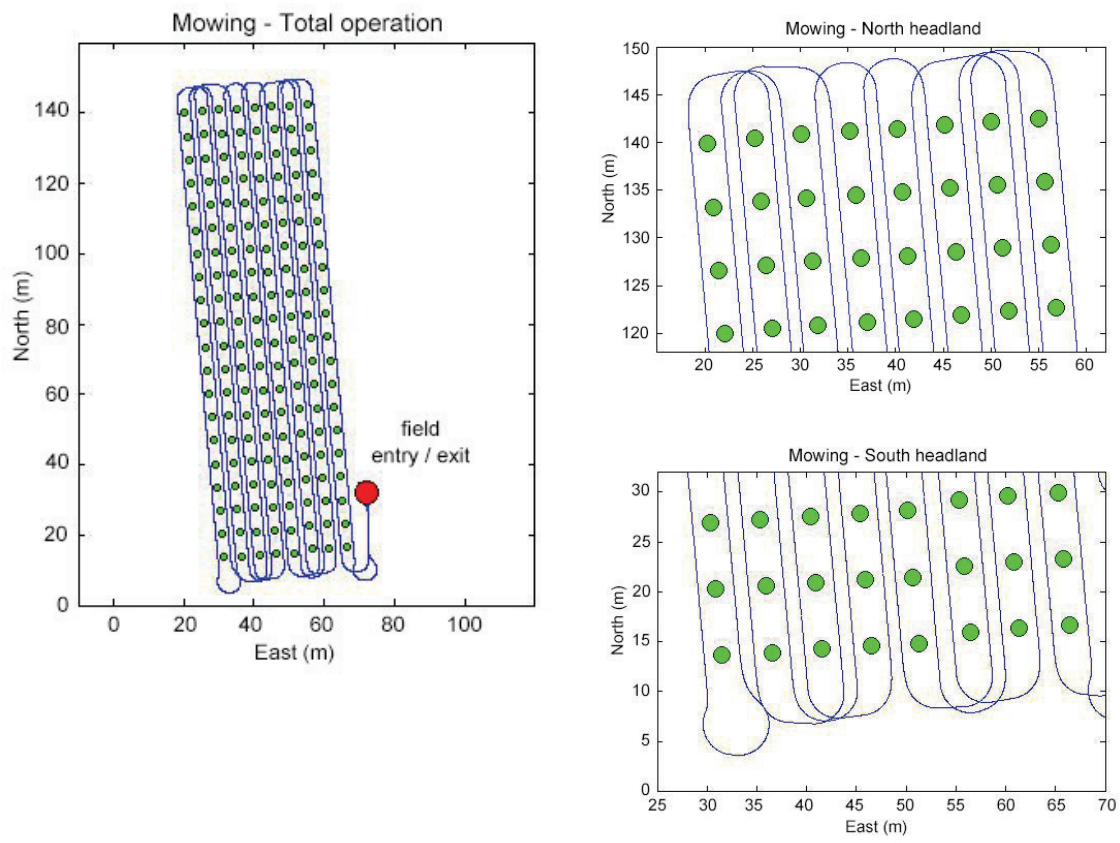 Mowing - Total operation
North (m)
140
120
100
80
60
40
20
0
field
entry / exit
0 20 40 60 80 100
East (m)
Mowing - North headland
North (m)
150
145
140
135
130
125
120
20 25 30 35 40 45 50 55 60
East (m)
Mowing - South headland
North (m)
30
25
20
15
10
5
0
25 30 35 40 45 50 55 60 65 70
East (m)